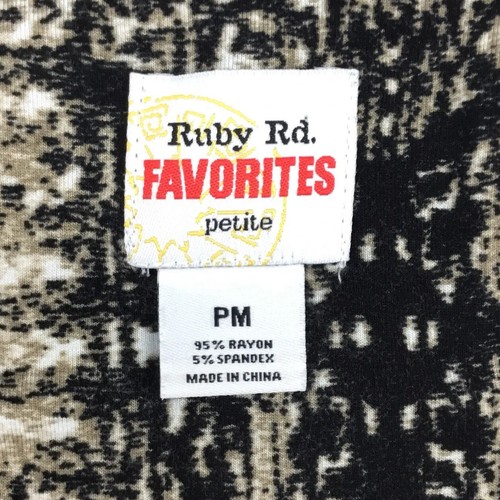 Ruby Rd.
FAVORITES
petite
PM
95% RAYON
5% SPANDEX
MADE IN CHINA